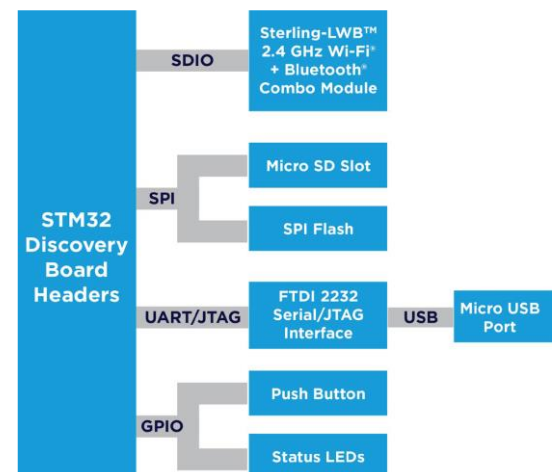 STM32
Discovery
Board
Headers
SDIO
Sterling-LWB™
2.4 GHz Wi-Fi®
+ Bluetooth®
Combo Module
SPI
Micro SD Slot
SPI Flash
UART/JTAG
FTDI 2232
Serial/JTAG
Interface
USB
Micro USB
Port
GPIO
Push Button
Status LEDs